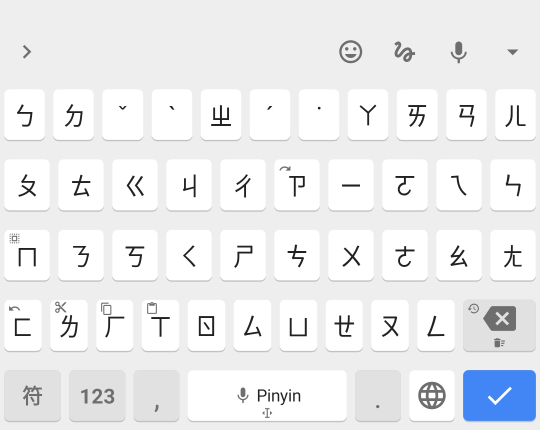 ㄅ ㄉ ˇ ˋ ㄓ ˊ ˙ ㄚ ㄞ ㄢ ㄦ
ㄆ ㄊ ㄍ ㄐ ㄔ ㄗ ㄧ ㄛ ㄟ ㄣ
ㄇ ㄋ ㄎ ㄑ ㄕ ㄘ ㄨ ㄜ ㄠ ㄤ
ㄈ ㄌ ㄏ ㄒ ㄖ ㄙ ㄩ ㄝ ㄡ ㄥ
符 123 , Pinyin .